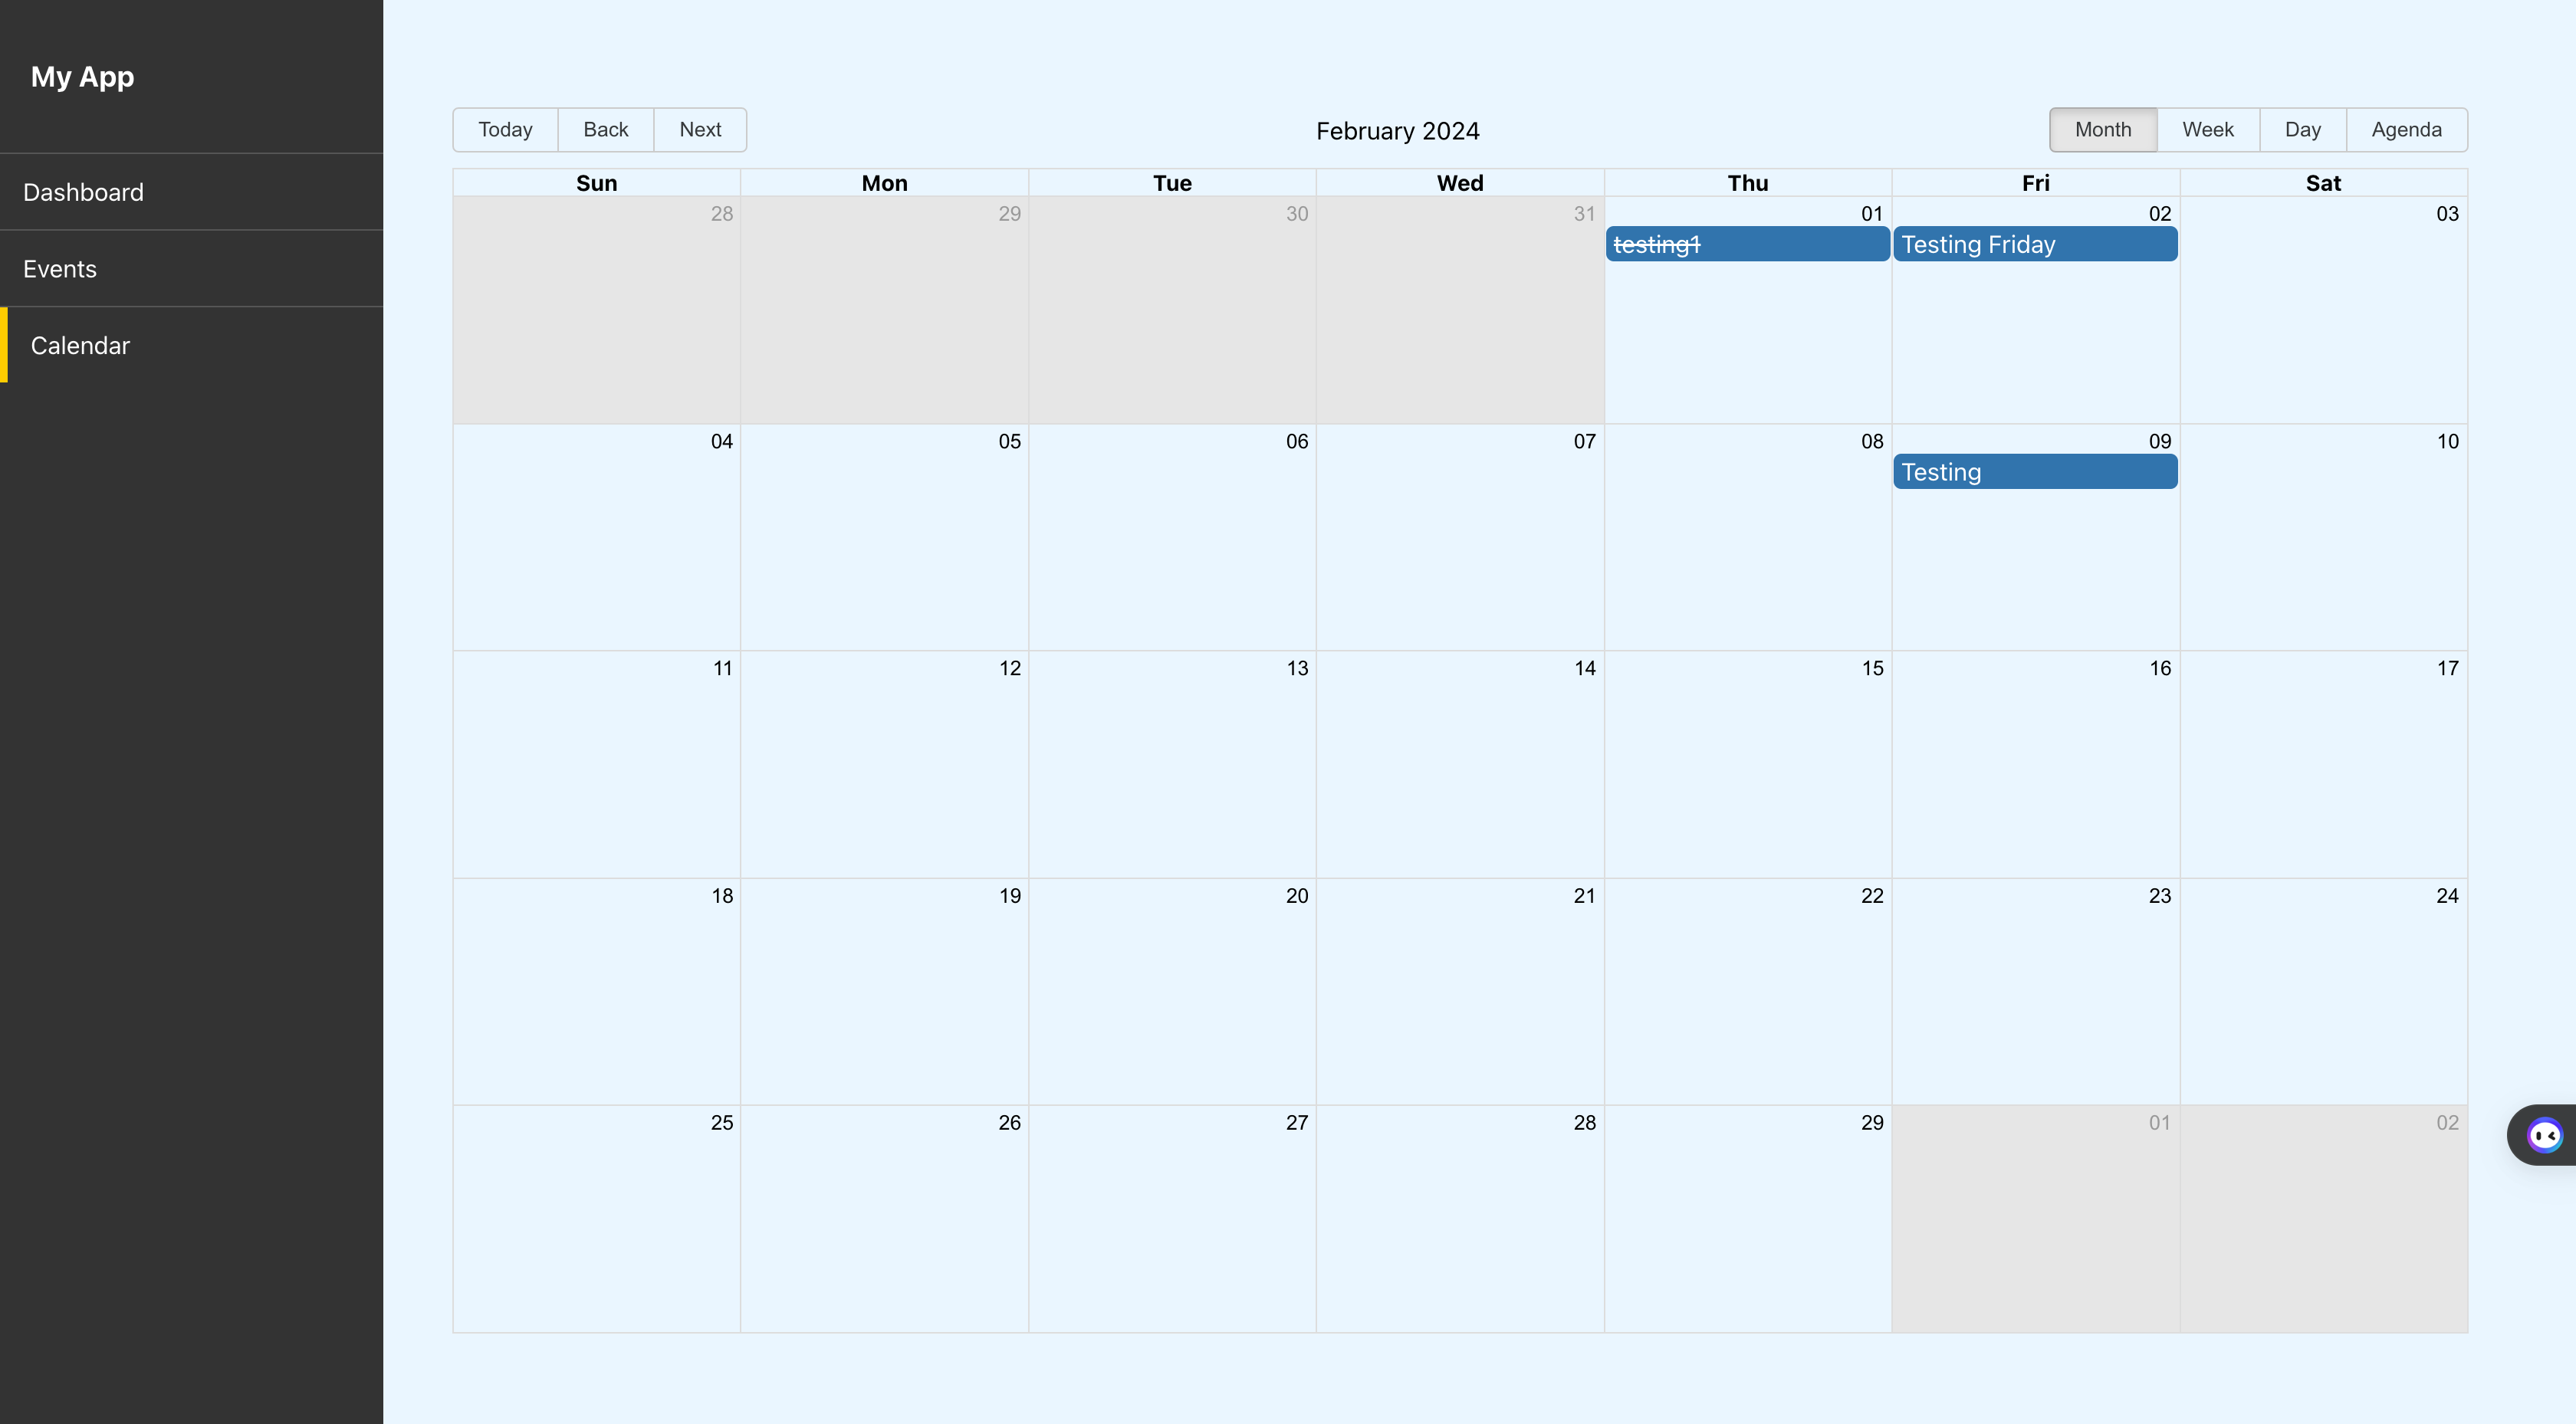 My App
Dashboard
Events
Calendar
Today Back Next
February 2024
Month Week Day Agenda
Sun Mon Tue Wed Thu Fri Sat
28 29 30 31 01 02 03
testing1 Testing Friday
04 05 06 07 08 09 10
Testing
11 12 13 14 15 16 17
18 19 20 21 22 23 24
25 26 27 28 29 01 02